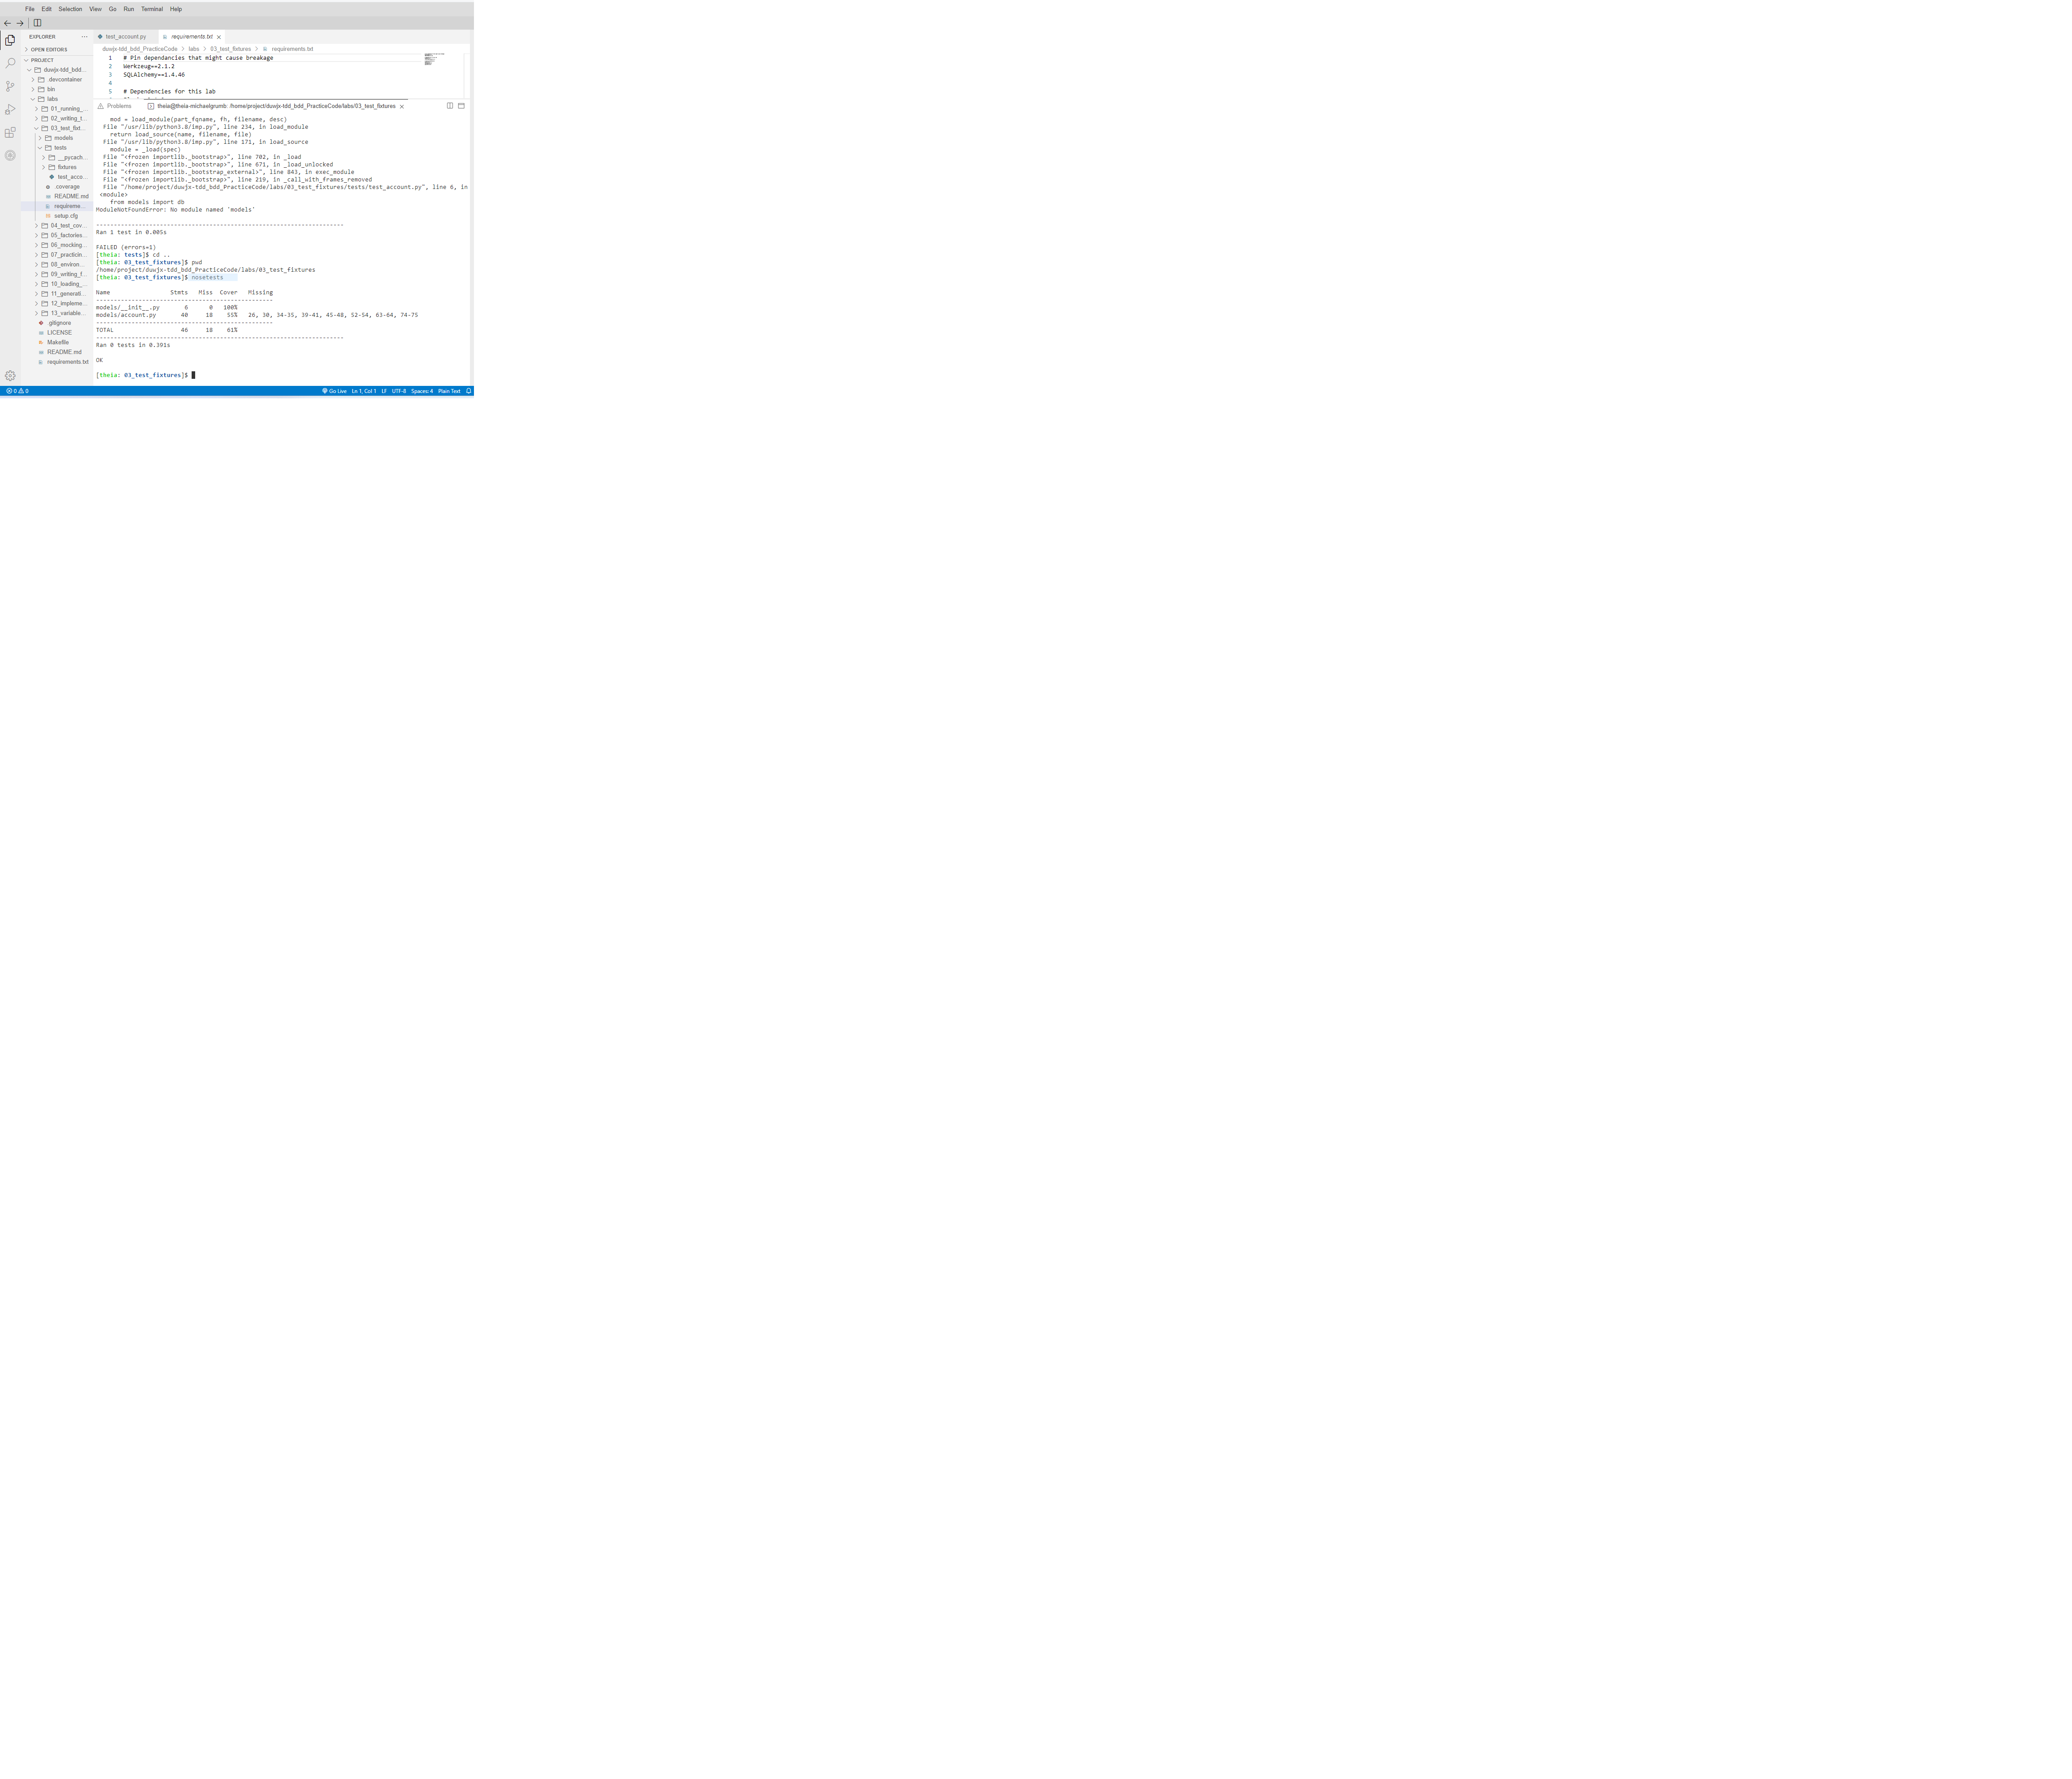 File Edit Selection View Go Run Terminal Help
EXPLORER ...
OPEN EDITORS
PROJECT
duwjx-tdd_bdd...
.devcontainer
bin
labs
01_running_...
02_writing_t...
03_test_fixt...
models
tests
__pycach...
fixtures
test_acco...
.coverage
README.md
requireme...
setup.cfg
04_test_cov...
05_factories...
06_mocking...
07_practicin...
08_environ...
09_writing_f...
10_loading_...
11_generati...
12_impleme...
13_variable...
.gitignore
LICENSE
Makefile
README.md
requirements.txt
test_account.py requirements.txt
duwjx-tdd_bdd_PracticeCode > labs > 03_test_fixtures > requirements.txt
1 # Pin dependancies that might cause breakage
2 Werkzeug==2.1.2
3 SQLAlchemy==1.4.46
4
5 # Dependencies for this lab
Problems theia@theia-michaelgrumb: /home/project/duwjx-tdd_bdd_PracticeCode/labs/03_test_fixtures
mod = load_module(part_fqname, fh, filename, desc)
File "/usr/lib/python3.8/imp.py", line 234, in load_module
return load_source(name, filename, file)
File "/usr/lib/python3.8/imp.py", line 171, in load_source
module = _load(spec)
File "<frozen importlib._bootstrap>", line 702, in _load
File "<frozen importlib._bootstrap>", line 671, in _load_unlocked
File "<frozen importlib._bootstrap_external>", line 843, in exec_module
File "<frozen importlib._bootstrap>", line 219, in _call_with_frames_removed
File "/home/project/duwjx-tdd_bdd_PracticeCode/labs/03_test_fixtures/tests/test_account.py", line 6, in
<module>
from models import db
ModuleNotFoundError: No module named 'models'
----------------------------------------------------------------------
Ran 1 test in 0.005s
FAILED (errors=1)
[theia: tests]$ cd ..
[theia: 03_test_fixtures]$ pwd
/home/project/duwjx-tdd_bdd_PracticeCode/labs/03_test_fixtures
[theia: 03_test_fixtures]$ nosetests
Name Stmts Miss Cover Missing
--------------------------------------------------
models/__init__.py 6 0 100%
models/account.py 40 18 55% 26, 30, 34-35, 39-41, 45-48, 52-54, 63-64, 74-75
--------------------------------------------------
TOTAL 46 18 61%
----------------------------------------------------------------------
Ran 0 tests in 0.391s
OK
[theia: 03_test_fixtures]$
0 0 Go Live Ln 1, Col 1 LF UTF-8 Spaces: 4 Plain Text